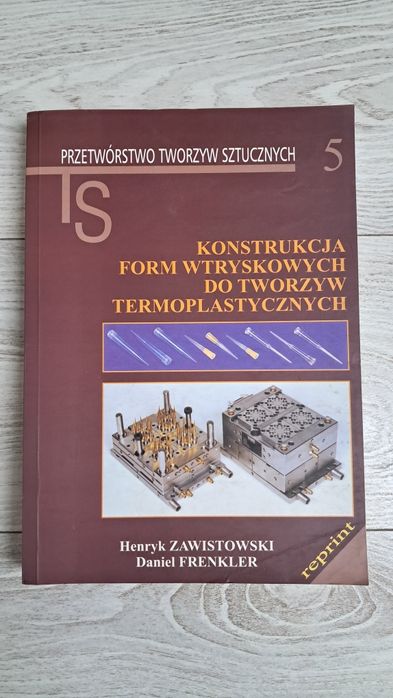 PRZETWÓRSTWO TWORZYW SZTUCZNYCH 5
TS
KONSTRUKCJA
FORM WTRYSKOWYCH
DO TWORZYW
TERMOPLASTYCZNYCH
Henryk ZAWISTOWSKI
Daniel FRENKLER
reprint